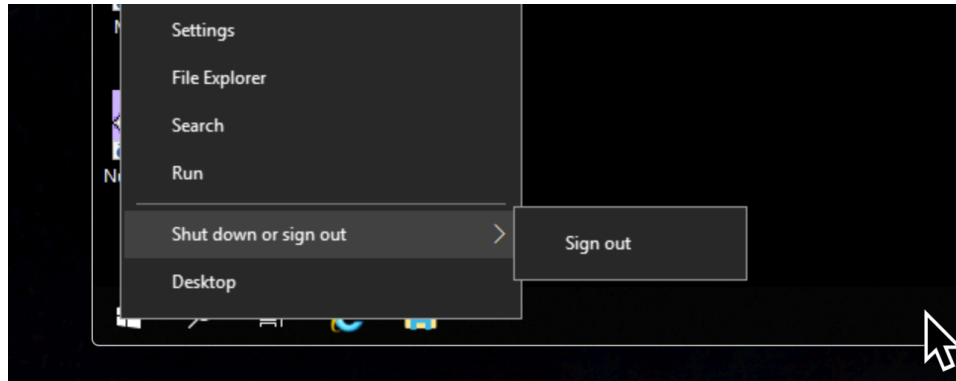 Settings
File Explorer
Search
Run
Shut down or sign out
Sign out
Desktop